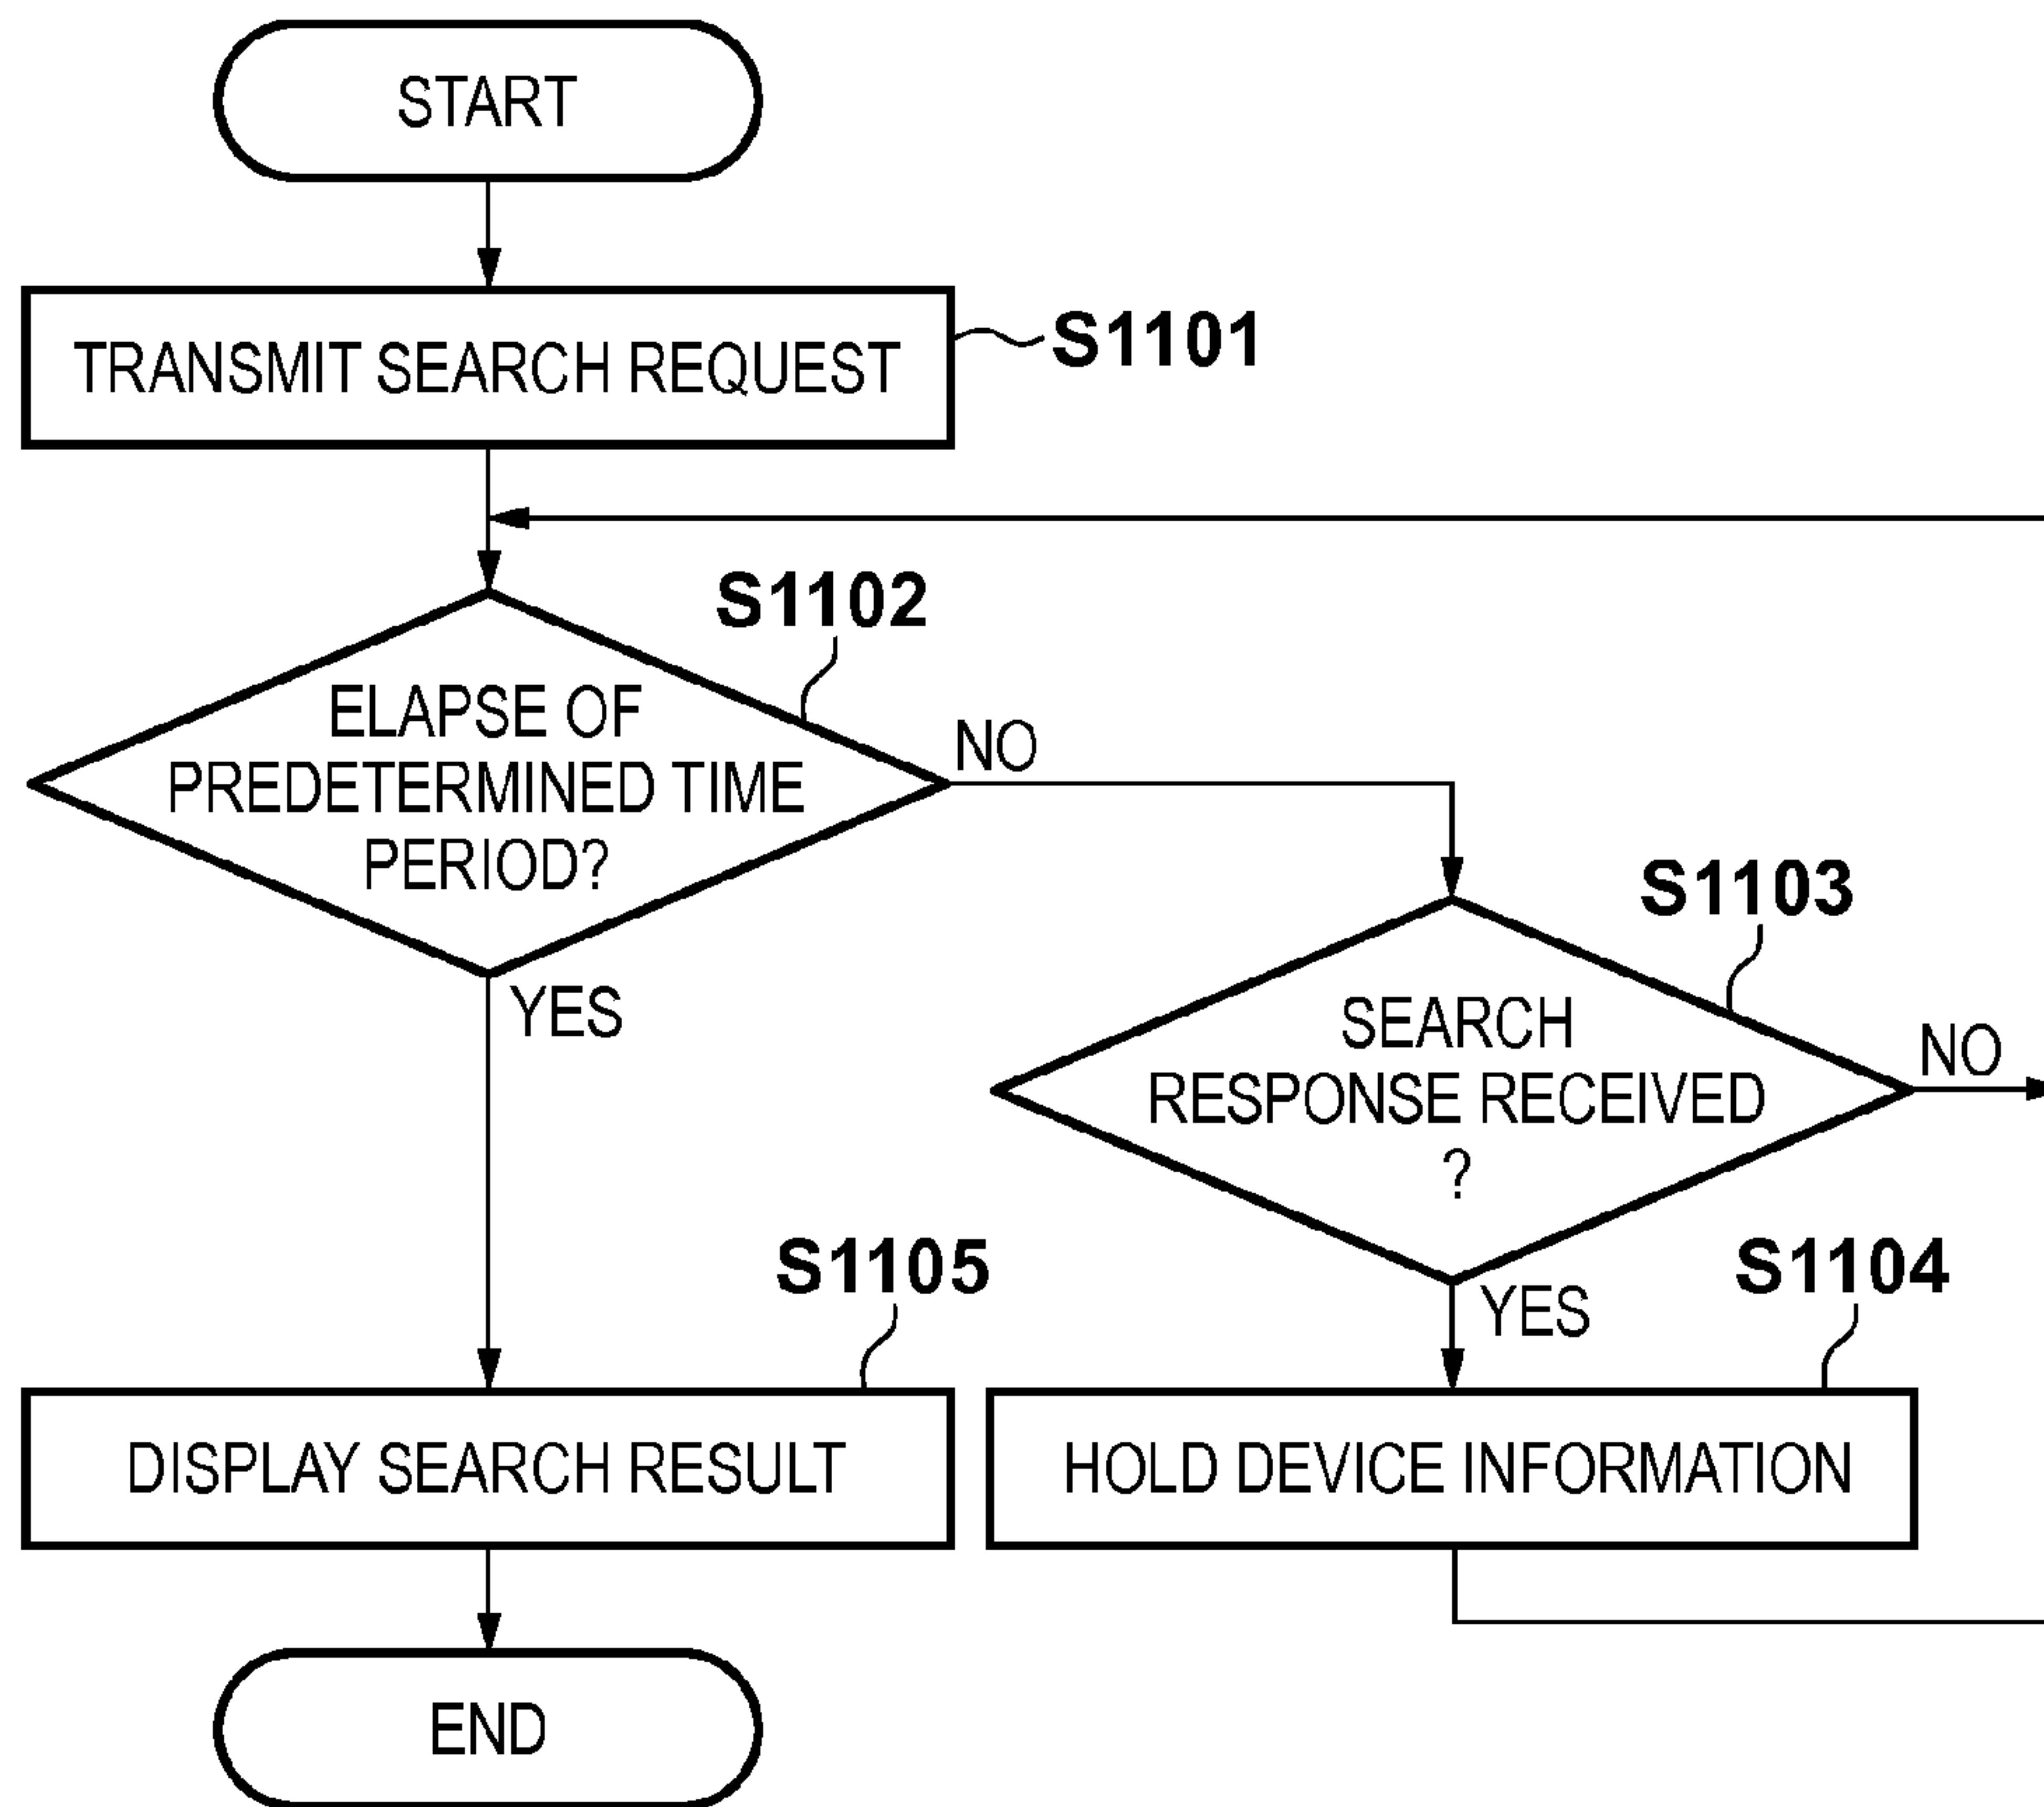 START
TRANSMIT SEARCH REQUEST
S1101
S1102
ELAPSE OF
PREDETERMINED TIME
PERIOD?
NO
YES
S1103
SEARCH
RESPONSE RECEIVED
?
NO
YES
S1105
DISPLAY SEARCH RESULT
S1104
HOLD DEVICE INFORMATION
END